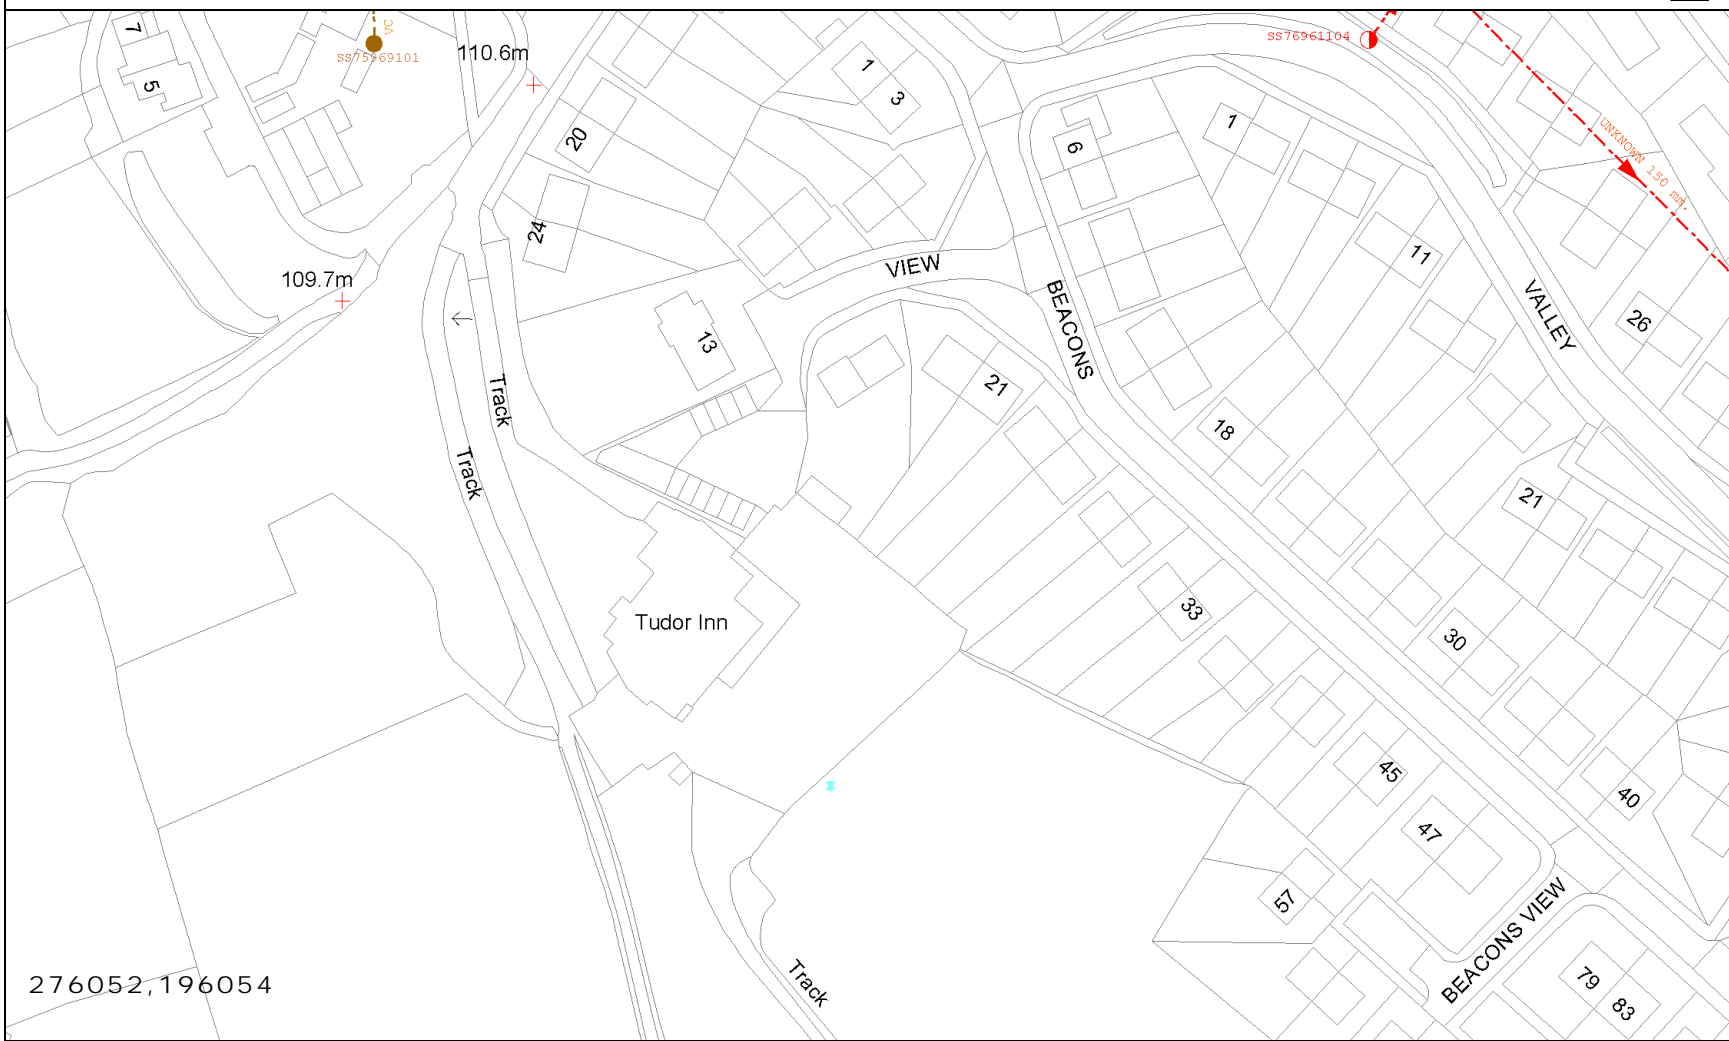 7
5
VC
SS75969101
110.6m
1
3
20
24
109.7m
13
VIEW
BEACONS
6
1
SS76961104
UNKNOWN 150 mm.
11
VALLEY
26
21
18
Track
Track
21
33
30
Tudor Inn
45
40
47
57
BEACONS VIEW
79
83
Track
276052,196054